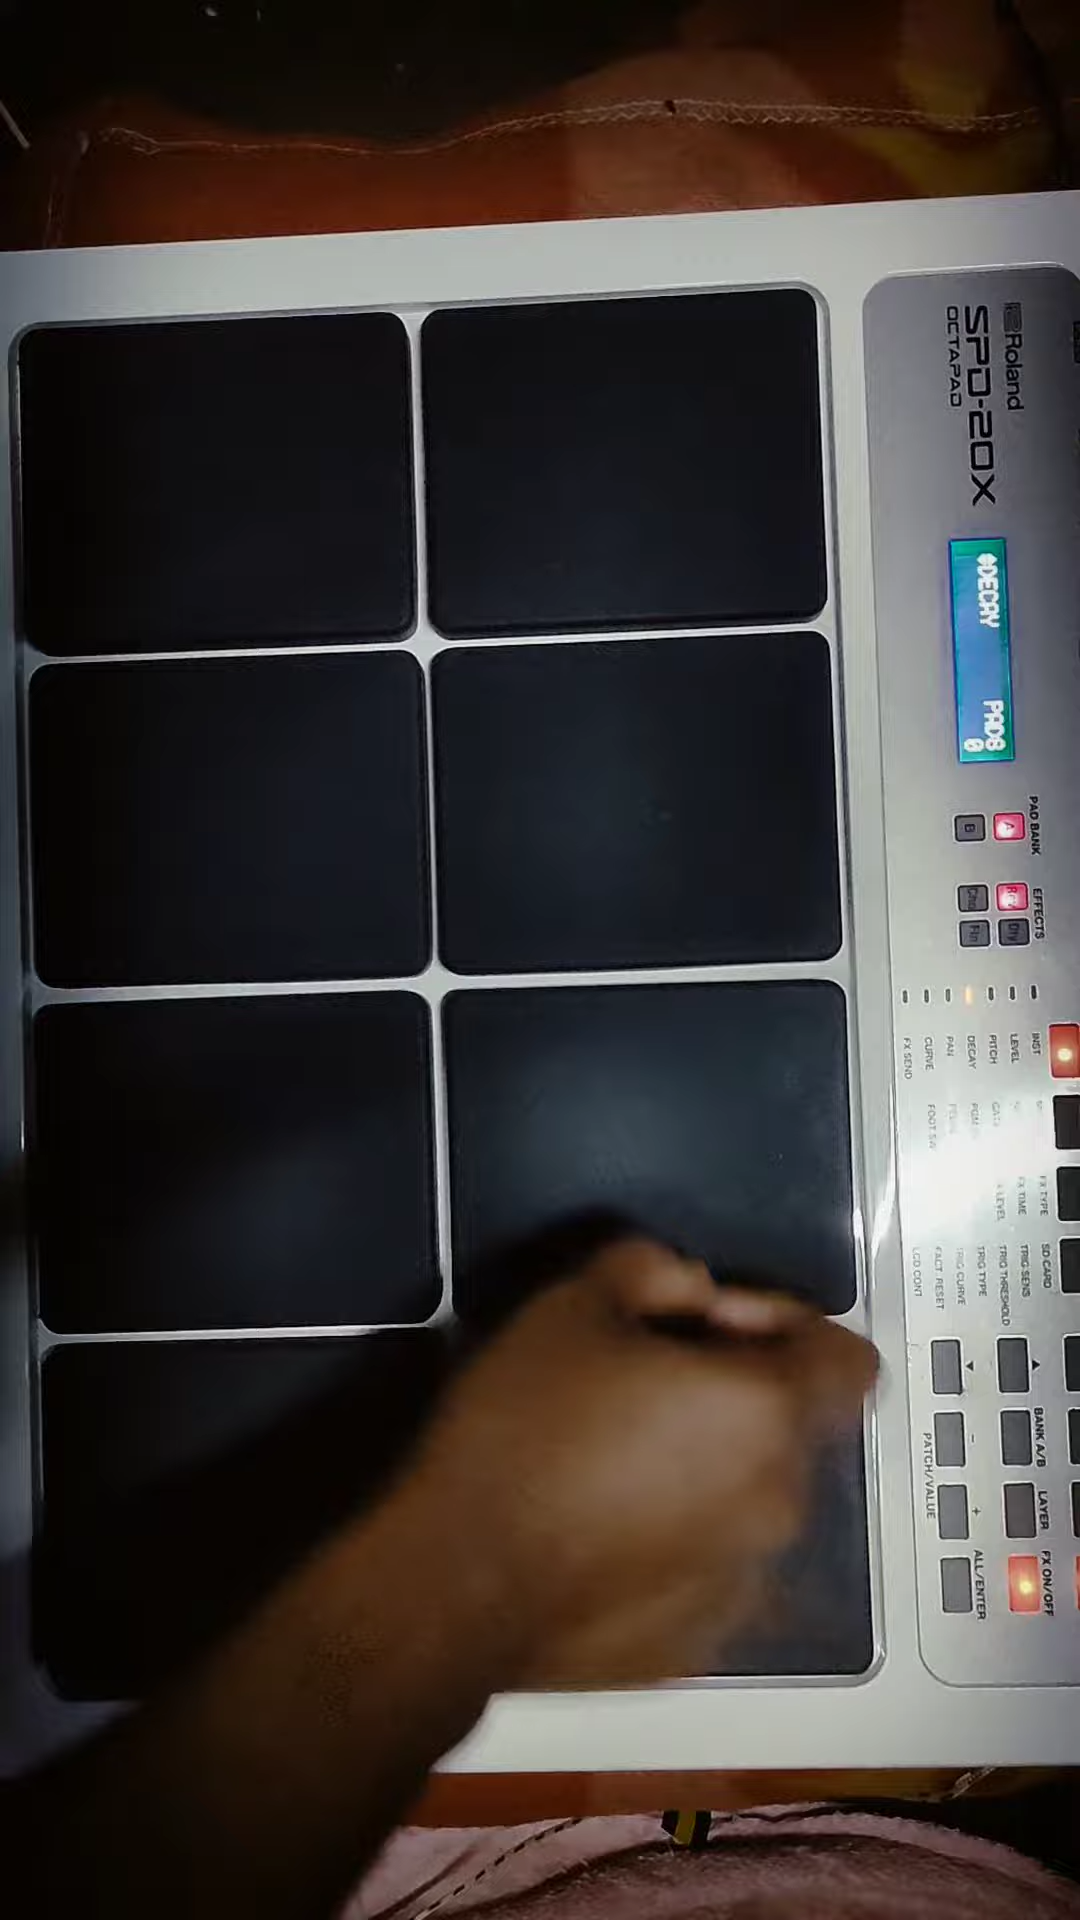 Roland
SPD-20X
OCTAPAD
◆DECAY PAD8
0
PAD BANK
A
B
EFFECTS
Rev
Dly
Cho
Fln
INST
LEVEL
PITCH
DECAY
PAN
CURVE
FX SEND
FOOT SW
FX TYPE
FX TIME
LEVEL
SD CARD
TRIG SENS
TRIG THRESHOLD
TRIG TYPE
TRIG CURVE
FACT. RESET
LCD CONT
▲
▼
BANK A/B
−
LAYER
+
PATCH/VALUE
FX ON/OFF
ALL/ENTER